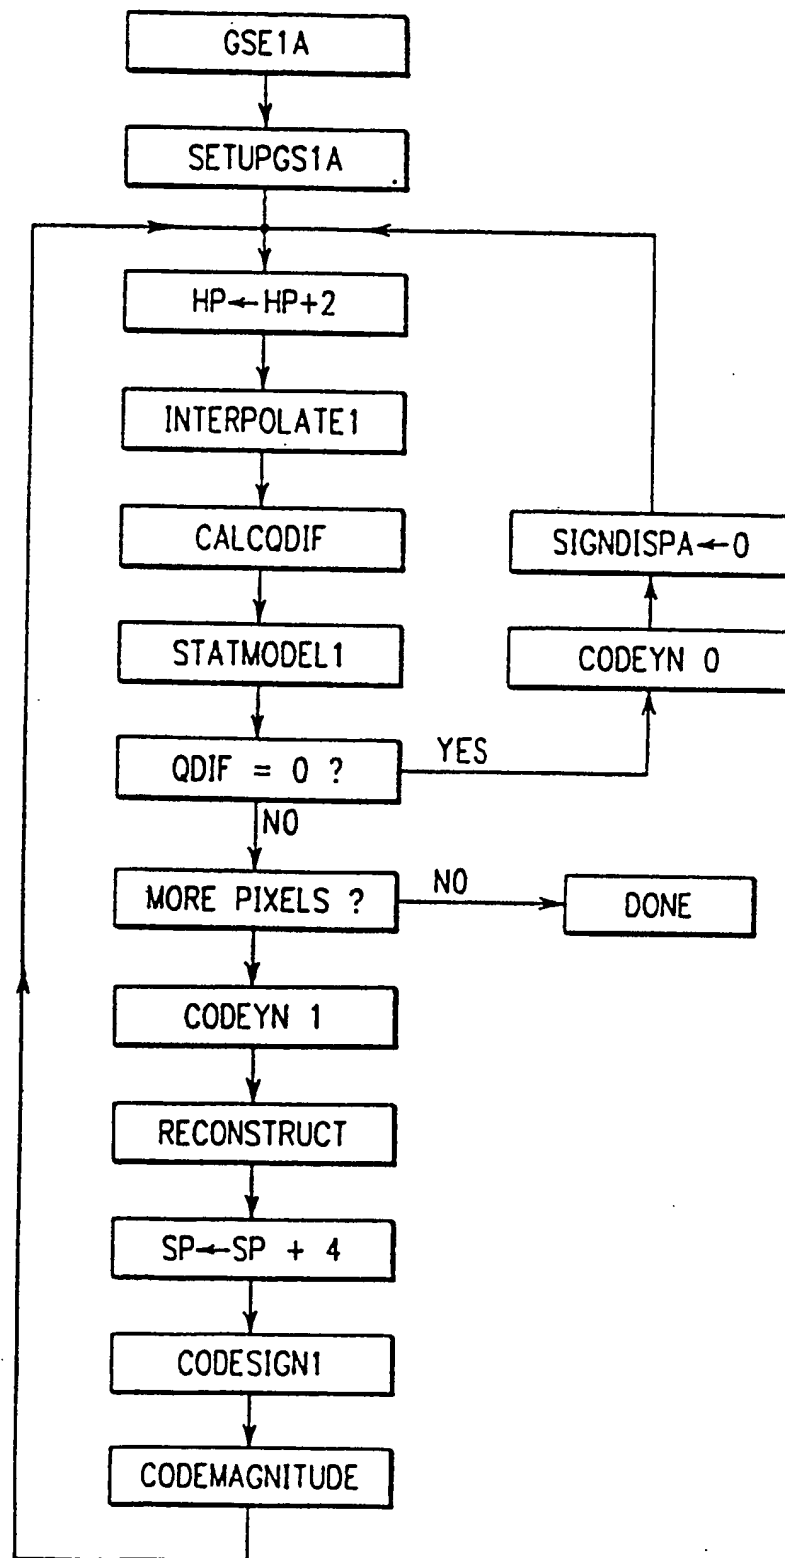 GSE1A
SETUPGS1A
HP←HP+2
INTERPOLATE1
CALCQDIF
SIGNDISPA←0
STATMODEL1
CODEYN 0
QDIF = 0 ?
YES
NO
MORE PIXELS ?
NO
DONE
CODEYN 1
RECONSTRUCT
SP←SP + 4
CODESIGN1
CODEMAGNITUDE